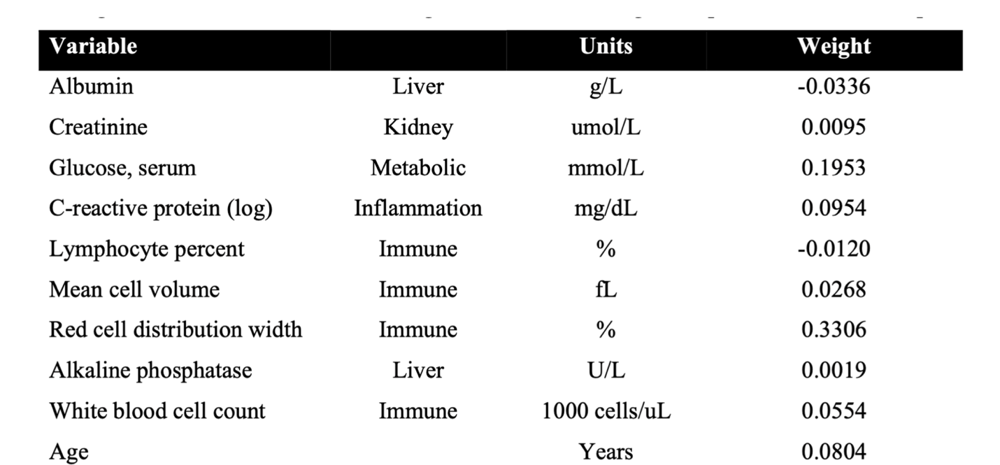 Variable Units Weight
Albumin Liver g/L -0.0336
Creatinine Kidney umol/L 0.0095
Glucose, serum Metabolic mmol/L 0.1953
C-reactive protein (log) Inflammation mg/dL 0.0954
Lymphocyte percent Immune % -0.0120
Mean cell volume Immune fL 0.0268
Red cell distribution width Immune % 0.3306
Alkaline phosphatase Liver U/L 0.0019
White blood cell count Immune 1000 cells/uL 0.0554
Age Years 0.0804